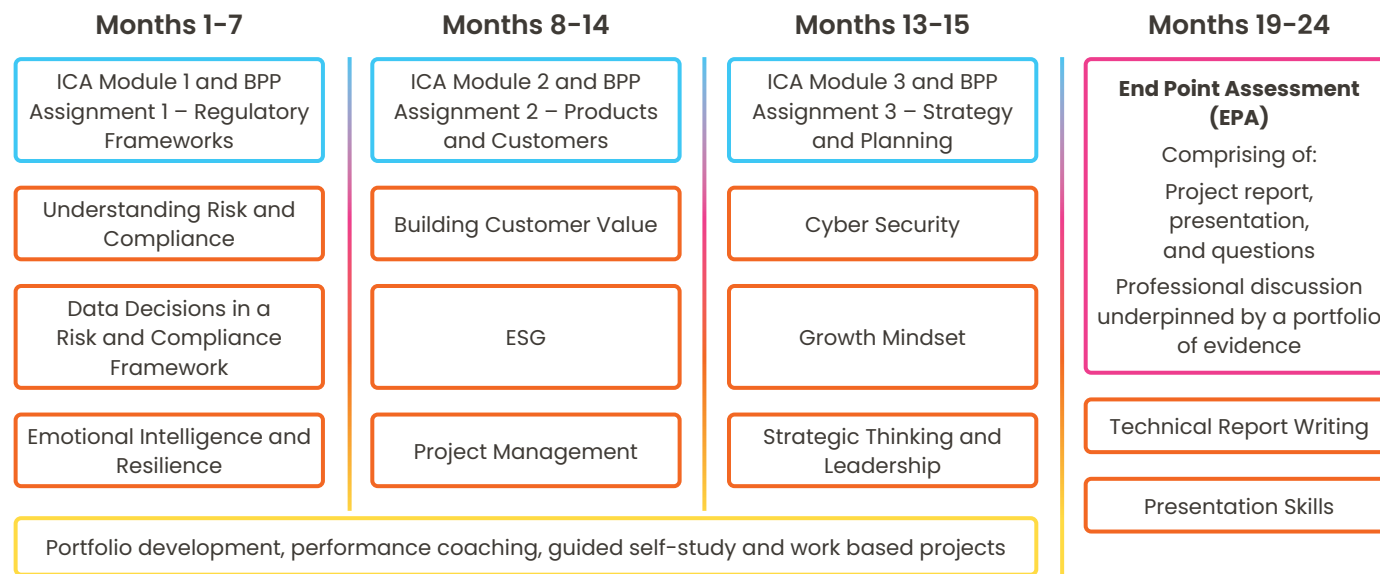 Months 1-7
ICA Module 1 and BPP
Assignment 1 – Regulatory
Frameworks
Understanding Risk and
Compliance
Data Decisions in a
Risk and Compliance
Framework
Emotional Intelligence and
Resilience
Months 8-14
ICA Module 2 and BPP
Assignment 2 – Products
and Customers
Building Customer Value
ESG
Project Management
Months 13-15
ICA Module 3 and BPP
Assignment 3 – Strategy
and Planning
Cyber Security
Growth Mindset
Strategic Thinking and
Leadership
Portfolio development, performance coaching, guided self-study and work based projects
Months 19-24
End Point Assessment
(EPA)
Comprising of:
Project report,
presentation,
and questions
Professional discussion
underpinned by a portfolio
of evidence
Technical Report Writing
Presentation Skills